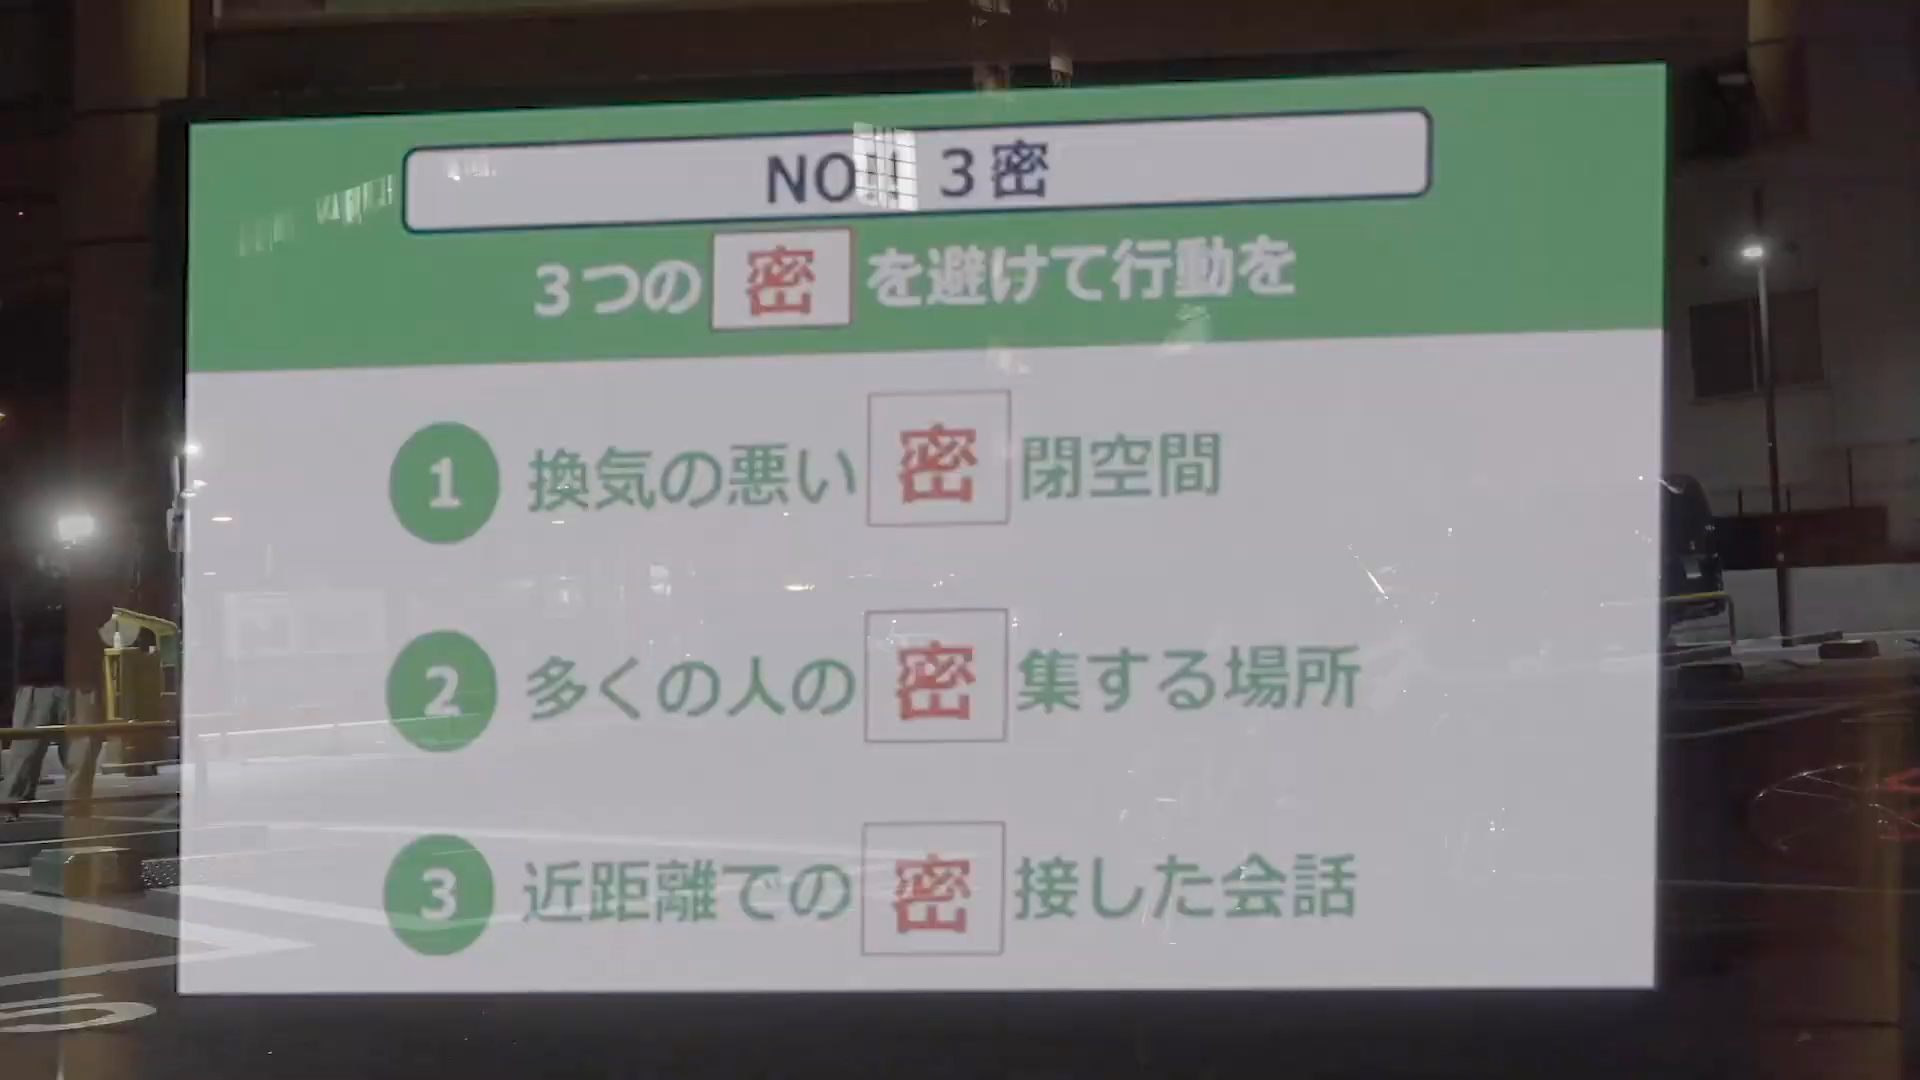 NO!! 3密
3つの密を避けて行動を
1 換気の悪い密閉空間
2 多くの人の密集する場所
3 近距離での密接した会話